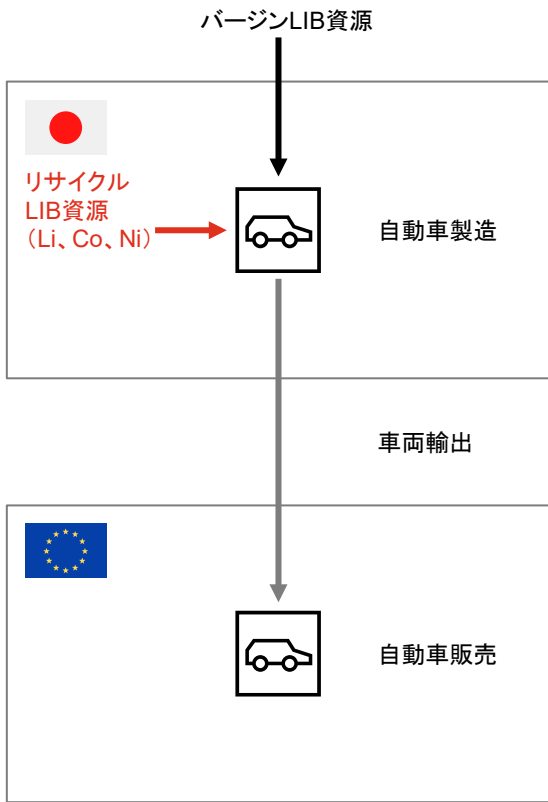 バージンLIB資源
リサイクル
LIB資源
（Li、Co、Ni）
自動車製造
車両輸出
自動車販売